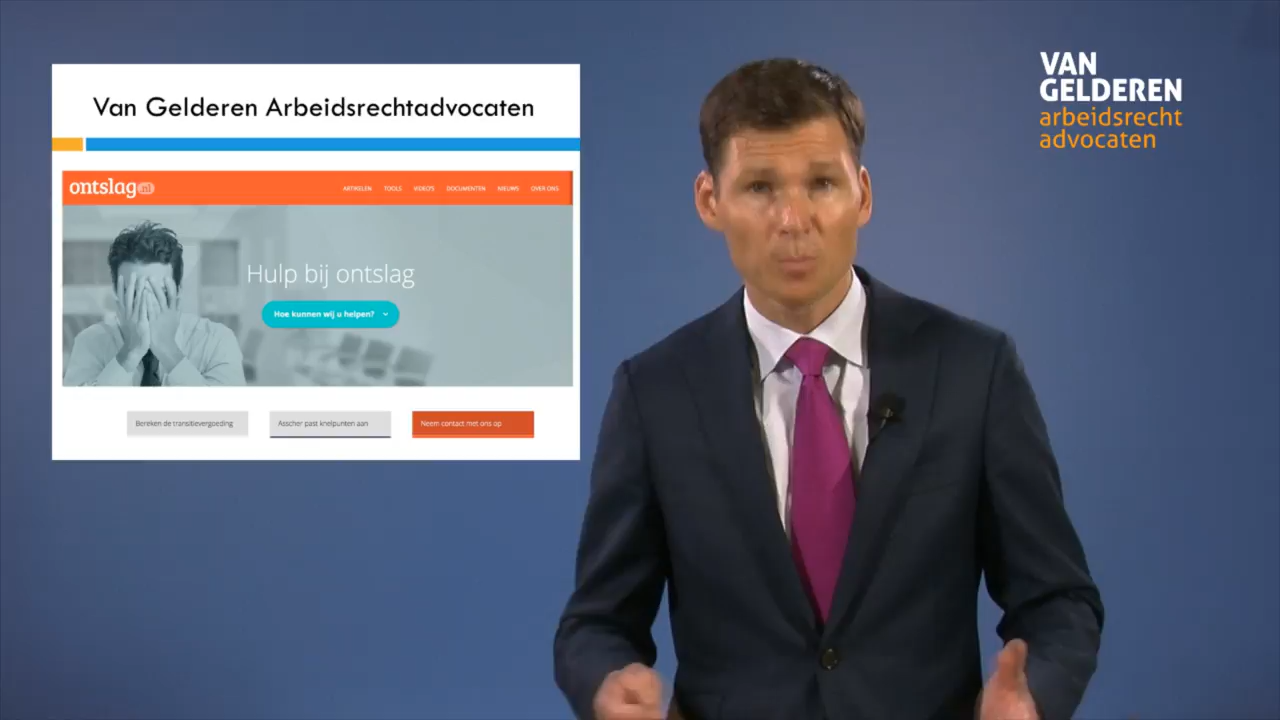 Van Gelderen Arbeidsrechtadvocaten
ontslag.nl
ARTIKELEN TOOLS VIDEO'S DOCUMENTEN NIEUWS OVER ONS
Hulp bij ontslag
Hoe kunnen wij u helpen?
Bereken de transitievergoeding
Asscher past knelpunten aan
Neem contact met ons op
VAN
GELDEREN
arbeidsrecht
advocaten